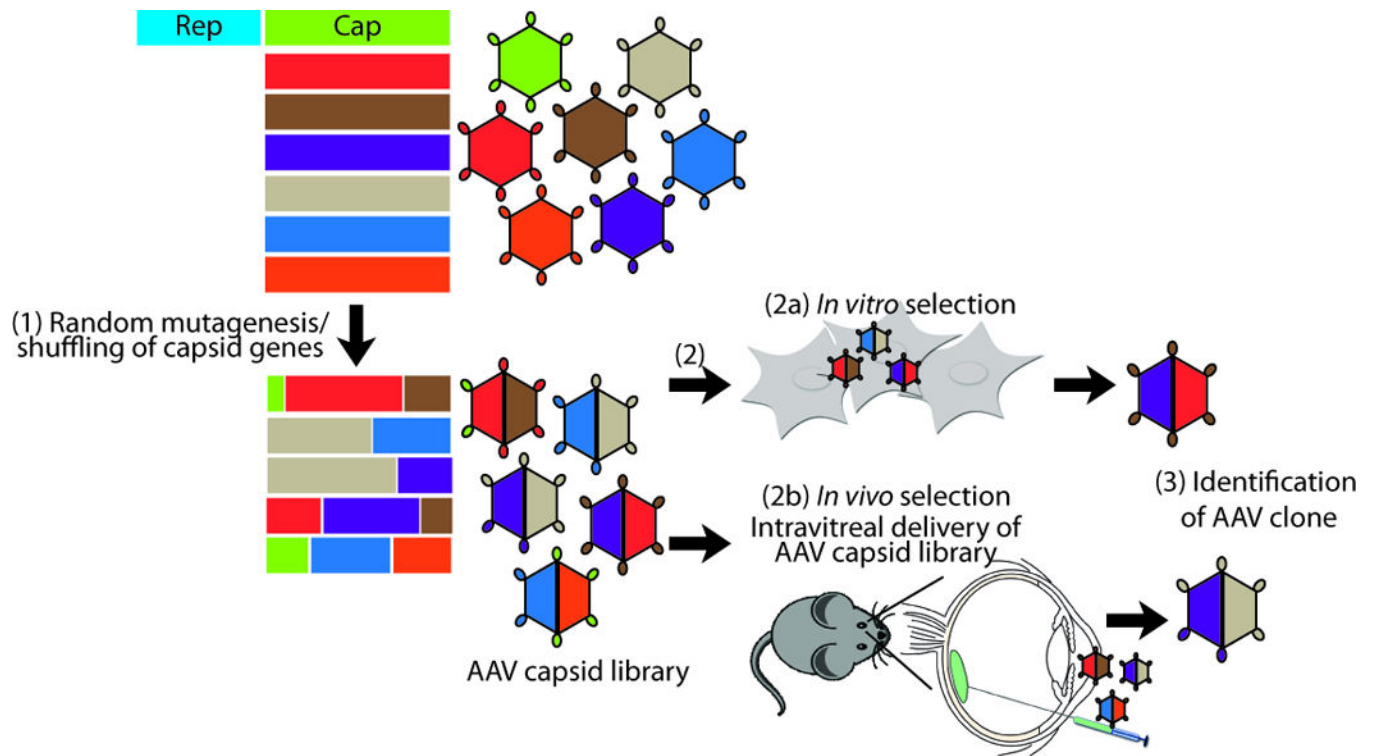 Rep
Cap
(1) Random mutagenesis/
shuffling of capsid genes
(2)
(2a) In vitro selection
(2b) In vivo selection
Intravitreal delivery of
AAV capsid library
(3) Identification
of AAV clone
AAV capsid library